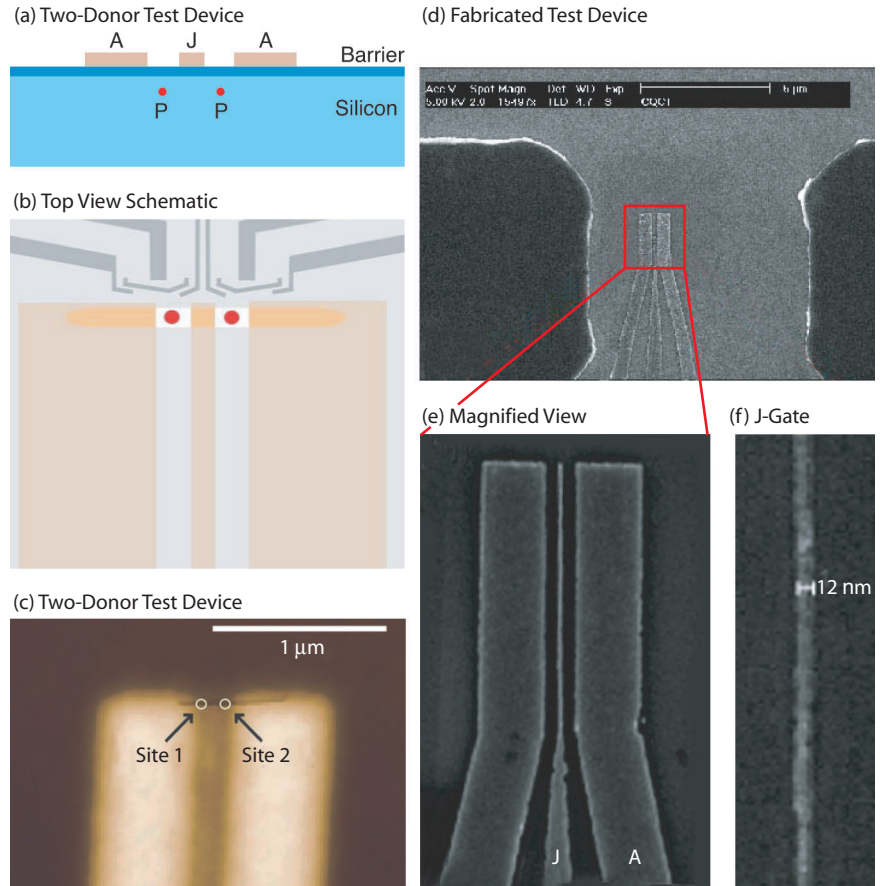 (a) Two-Donor Test Device
A J A
Barrier
P P
Silicon
(b) Top View Schematic
(c) Two-Donor Test Device
1 μm
Site 1 Site 2
(d) Fabricated Test Device
Acc V Spot Magn Det WD Exp 5 μm
5.00 kV 2.0 15497x TLD 4.7 S CQCT
(e) Magnified View
J A
(f) J-Gate
12 nm